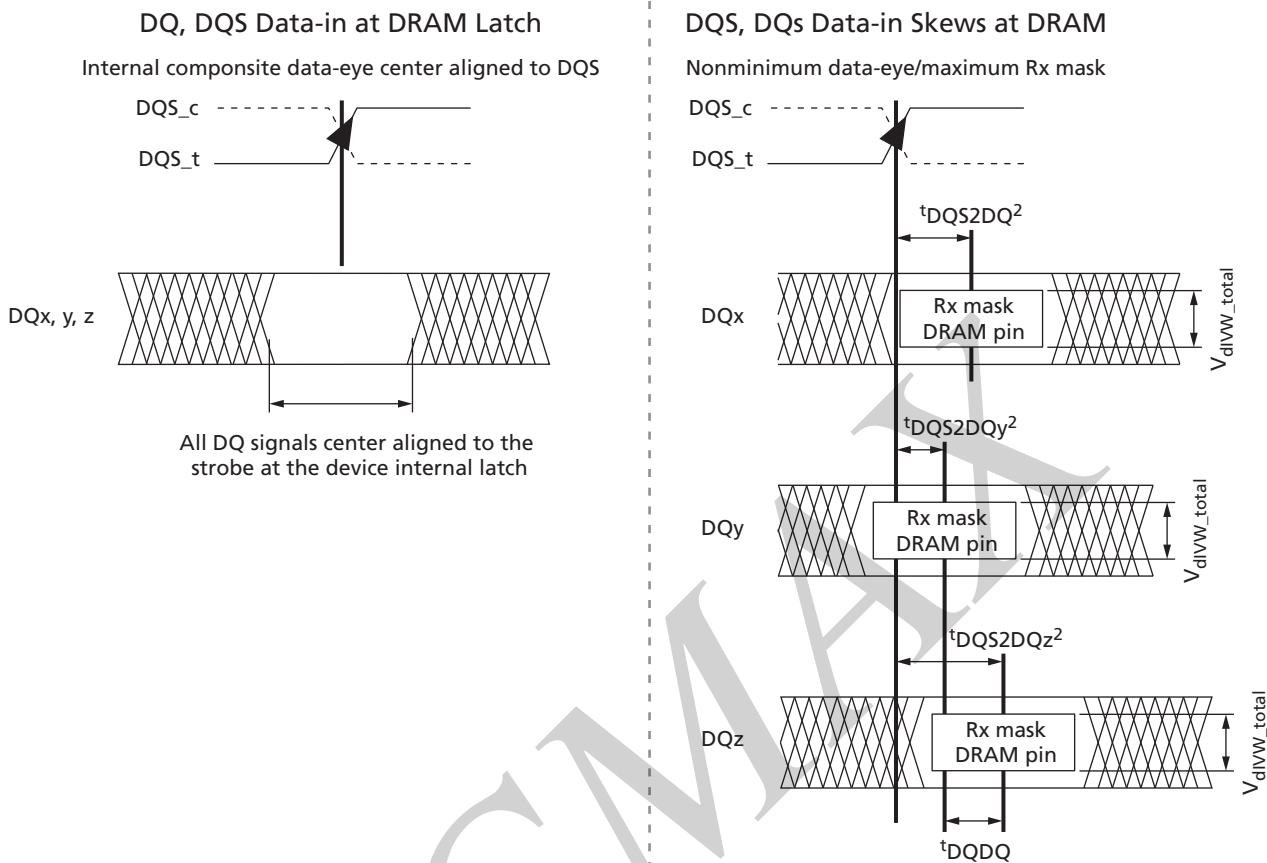 DQ, DQS Data-in at DRAM Latch
Internal componsite data-eye center aligned to DQS
DQS_c
DQS_t
DQx, y, z
All DQ signals center aligned to the
strobe at the device internal latch
DQS, DQs Data-in Skews at DRAM
Nonminimum data-eye/maximum Rx mask
DQS_c
DQS_t
tDQS2DQ2
DQx
Rx mask
DRAM pin
VdIVW_total
tDQS2DQy2
DQy
Rx mask
DRAM pin
VdIVW_total
tDQS2DQz2
DQz
Rx mask
DRAM pin
VdIVW_total
tDQDQ
CMAX